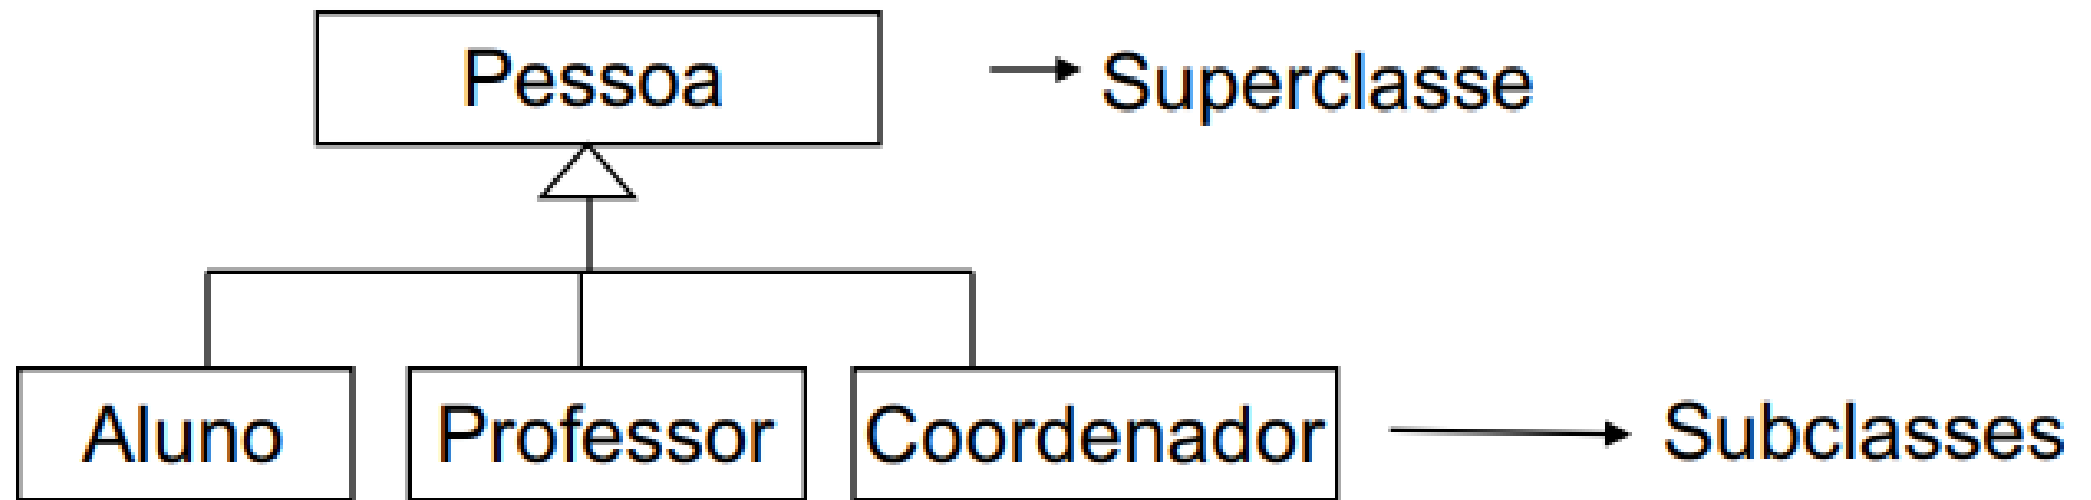 Pessoa
Superclasse
Aluno
Professor
Coordenador
Subclasses